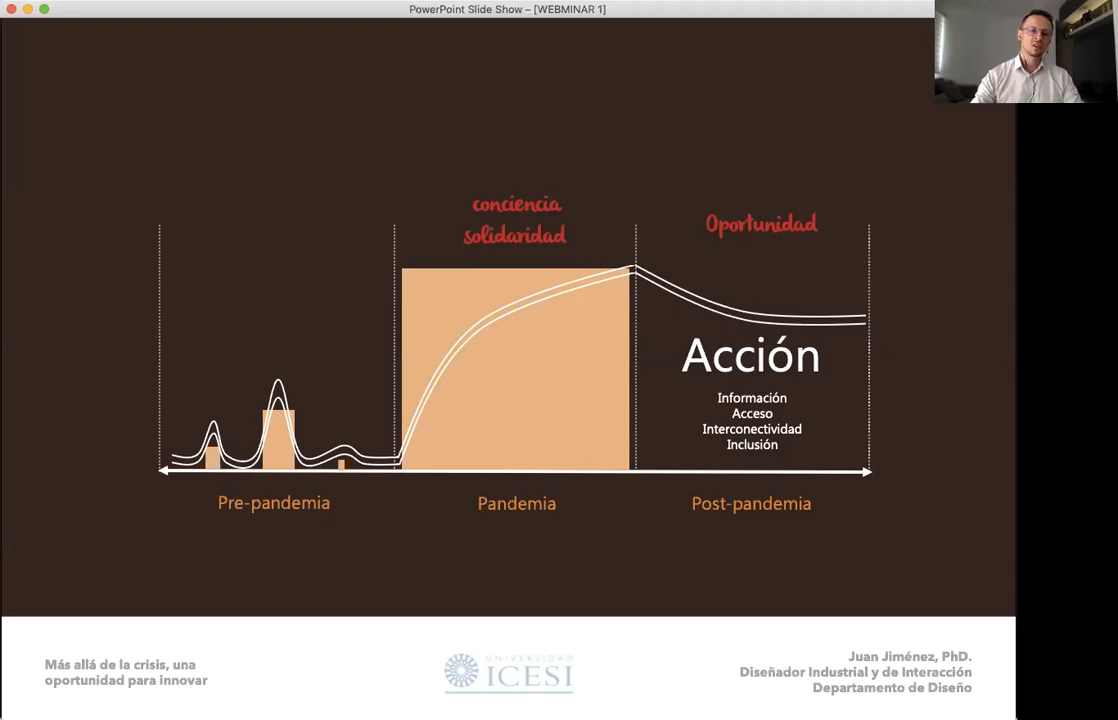 PowerPoint Slide Show – [WEBMINAR 1]
conciencia
solidaridad
Oportunidad
Acción
Información
Acceso
Interconectividad
Inclusión
Pre-pandemia
Pandemia
Post-pandemia
Más allá de la crisis, una
oportunidad para innovar
UNIVERSIDAD
ICESI
Juan Jiménez, PhD.
Diseñador Industrial y de Interacción
Departamento de Diseño